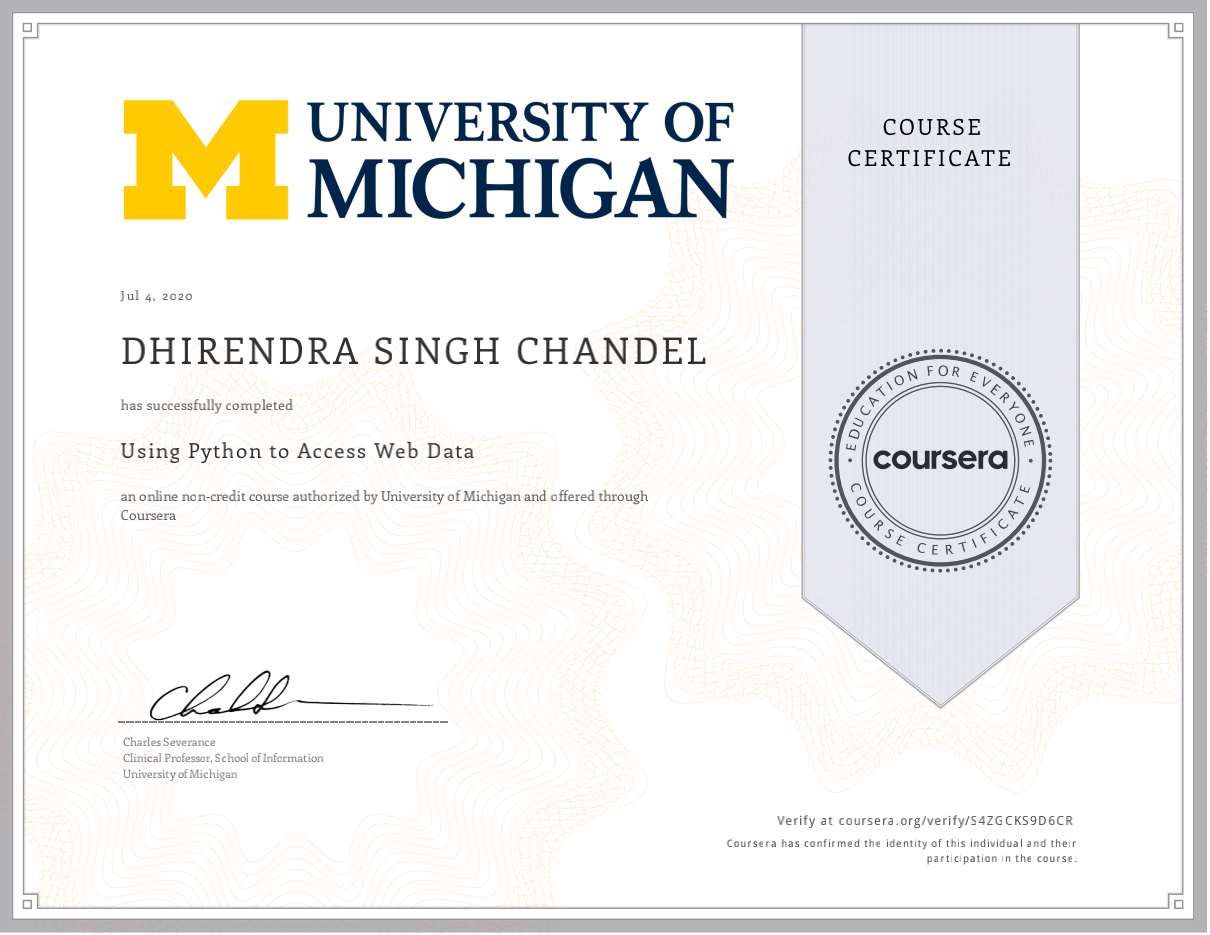 UNIVERSITY OF
MICHIGAN
COURSE
CERTIFICATE
Jul 4, 2020
DHIRENDRA SINGH CHANDEL
has successfully completed
Using Python to Access Web Data
an online non-credit course authorized by University of Michigan and offered through
Coursera
EDUCATION FOR EVERYONE
coursera
COURSE CERTIFICATE
Charles Severance
Clinical Professor, School of Information
University of Michigan
Verify at coursera.org/verify/S4ZGCKS9D6CR
Coursera has confirmed the identity of this individual and their
participation in the course.